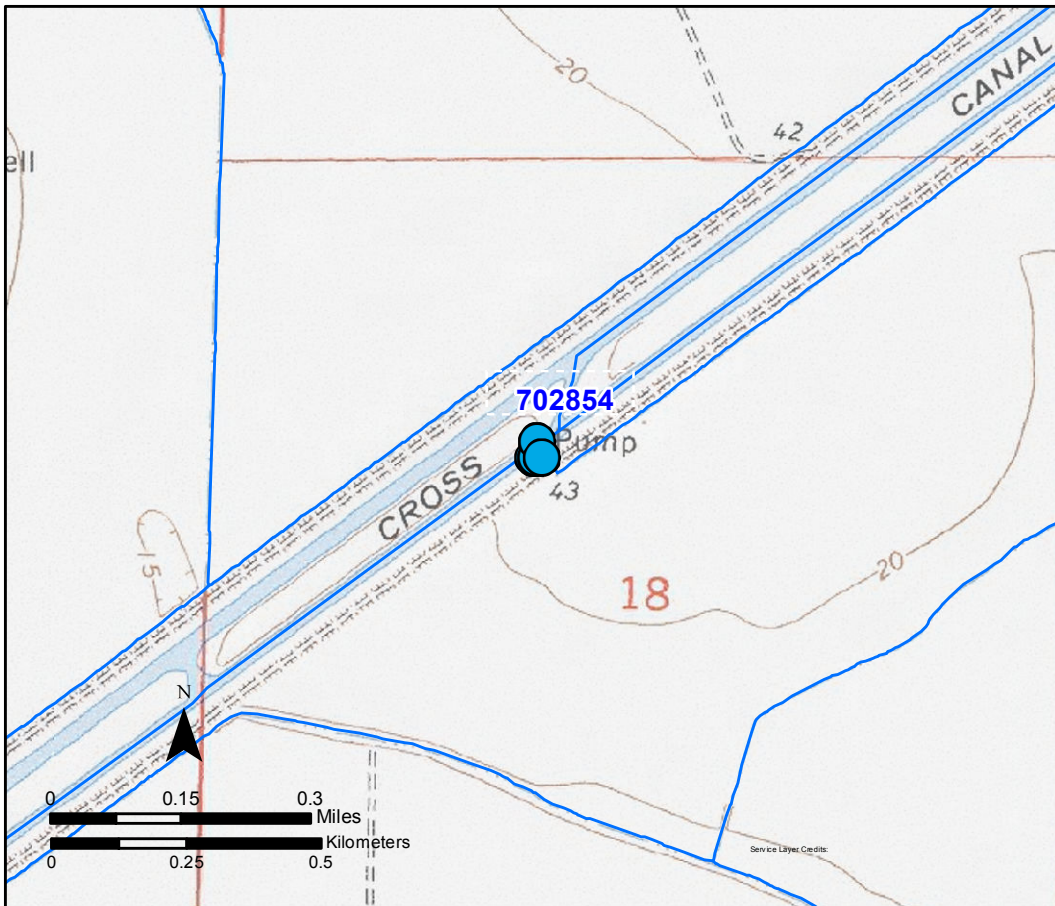 20
CANAL
42
ell
702854
Pump
CROSS
43
15
20
18
N
0 0.15 0.3
Miles
Kilometers
0 0.25 0.5
Service Layer Credits: